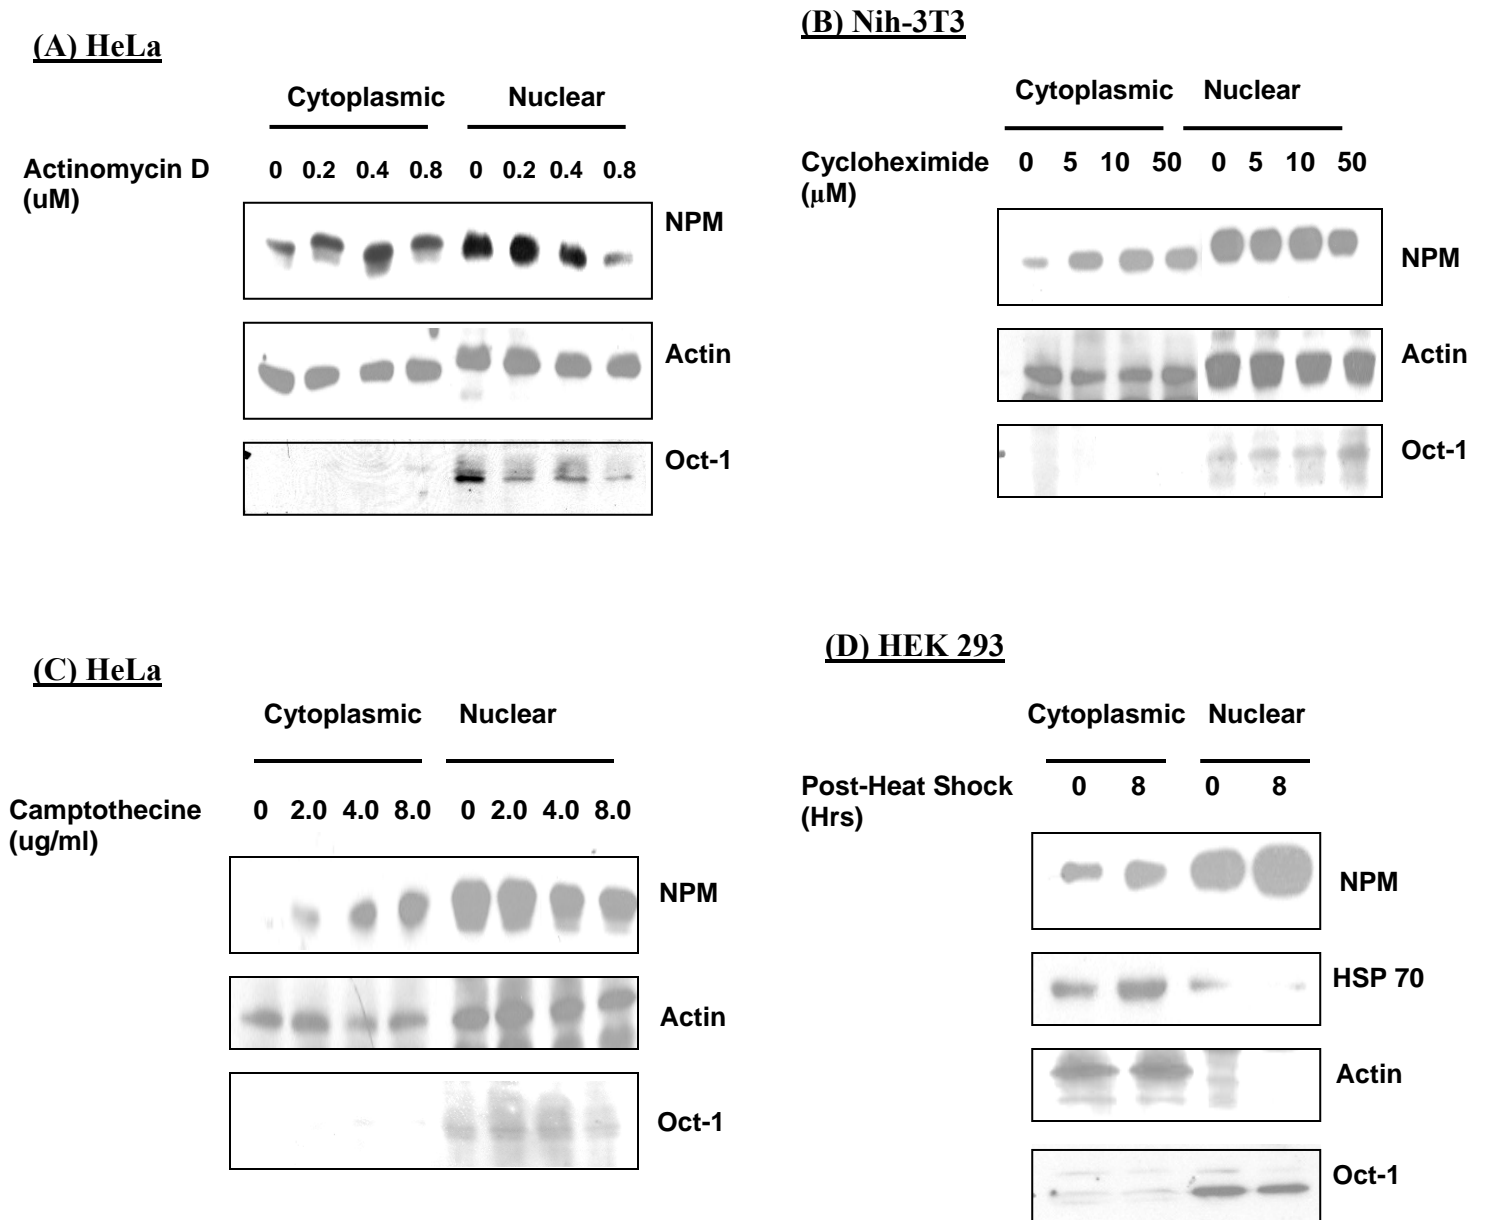 (A) HeLa
Cytoplasmic Nuclear
Actinomycin D 0 0.2 0.4 0.8 0 0.2 0.4 0.8
(uM)
NPM
Actin
Oct-1
(B) Nih-3T3
Cytoplasmic Nuclear
Cycloheximide 0 5 10 50 0 5 10 50
(μM)
NPM
Actin
Oct-1
(C) HeLa
Cytoplasmic Nuclear
Camptothecine 0 2.0 4.0 8.0 0 2.0 4.0 8.0
(ug/ml)
NPM
Actin
Oct-1
(D) HEK 293
Cytoplasmic Nuclear
Post-Heat Shock 0 8 0 8
(Hrs)
NPM
HSP 70
Actin
Oct-1